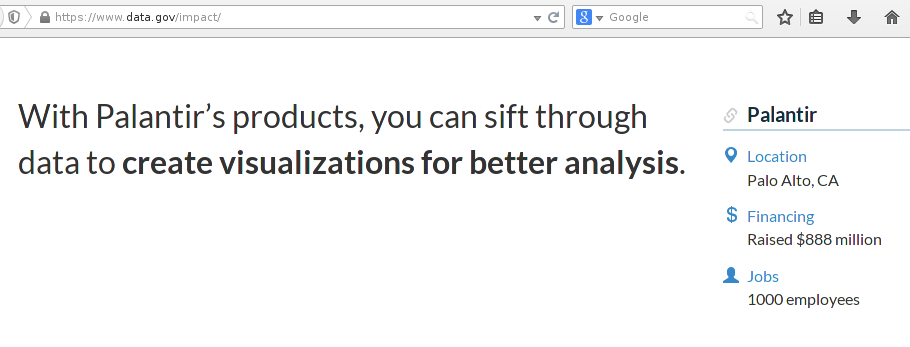 https://www.data.gov/impact/
Google
With Palantir’s products, you can sift through
data to create visualizations for better analysis.
Palantir
Location
Palo Alto, CA
Financing
Raised $888 million
Jobs
1000 employees